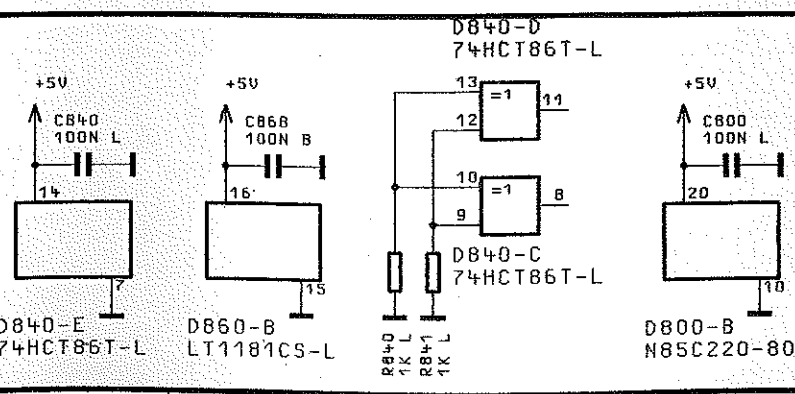 D840-D
74HCT86T-L
+5V
C840
100N L
14
7
D840-E
74HCT86T-L
+5V
C868
100N B
16
15
D860-B
LT1181CS-L
13
=1
11
12
10
=1
8
9
D840-C
74HCT86T-L
R840
1K L
R841
1K L
+5V
C800
100N L
20
10
D800-B
N85C220-80